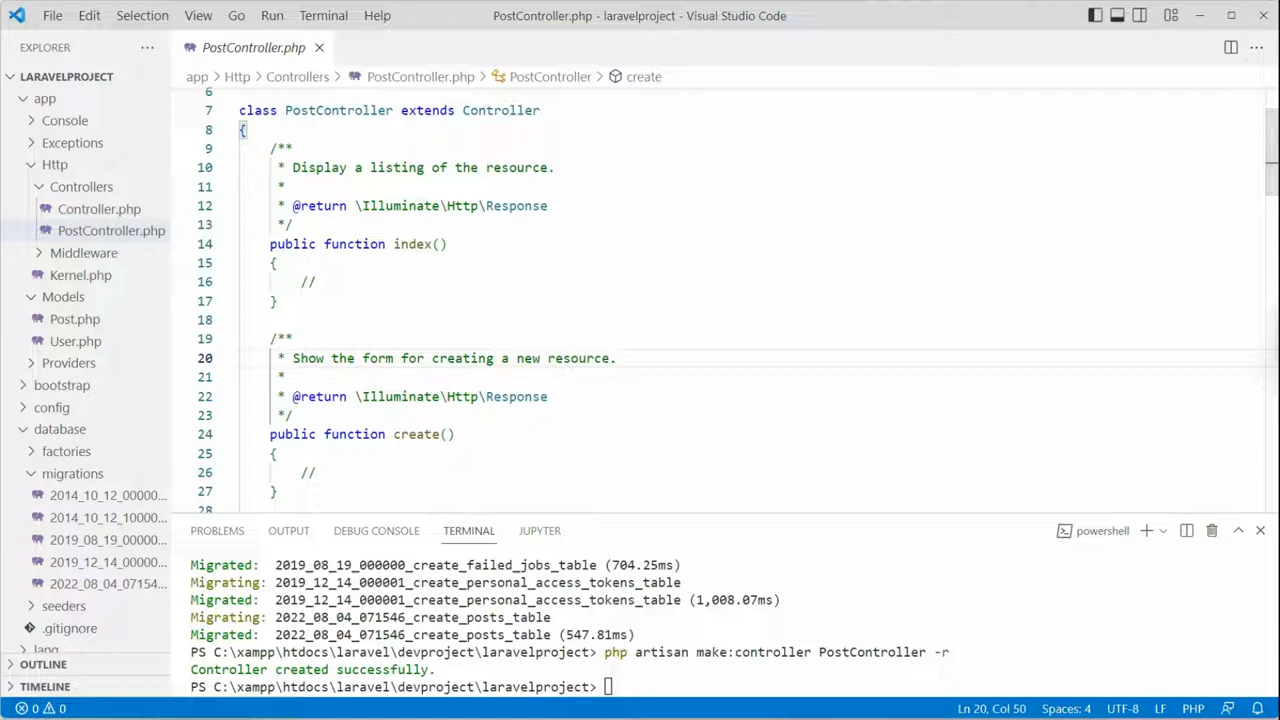 File Edit Selection View Go Run Terminal Help
PostController.php - laravelproject - Visual Studio Code
EXPLORER
LARAVELPROJECT
app
Console
Exceptions
Http
Controllers
Controller.php
PostController.php
Middleware
Kernel.php
Models
Post.php
User.php
Providers
bootstrap
config
database
factories
migrations
2014_10_12_00000...
2014_10_12_10000...
2019_08_19_00000...
2019_12_14_00000...
2022_08_04_07154...
seeders
.gitignore
lang
OUTLINE
TIMELINE
PostController.php
app > Http > Controllers > PostController.php > PostController > create
6
7 class PostController extends Controller
8 {
9 /**
10 * Display a listing of the resource.
11 *
12 * @return \Illuminate\Http\Response
13 */
14 public function index()
15 {
16 //
17 }
18
19 /**
20 * Show the form for creating a new resource.
21 *
22 * @return \Illuminate\Http\Response
23 */
24 public function create()
25 {
26 //
27 }
28
PROBLEMS OUTPUT DEBUG CONSOLE TERMINAL JUPYTER
powershell
Migrated: 2019_08_19_000000_create_failed_jobs_table (704.25ms)
Migrating: 2019_12_14_000001_create_personal_access_tokens_table
Migrated: 2019_12_14_000001_create_personal_access_tokens_table (1,008.07ms)
Migrating: 2022_08_04_071546_create_posts_table
Migrated: 2022_08_04_071546_create_posts_table (547.81ms)
PS C:\xampp\htdocs\laravel\devproject\laravelproject> php artisan make:controller PostController -r
Controller created successfully.
PS C:\xampp\htdocs\laravel\devproject\laravelproject>
0 0
Ln 20, Col 50 Spaces: 4 UTF-8 LF PHP